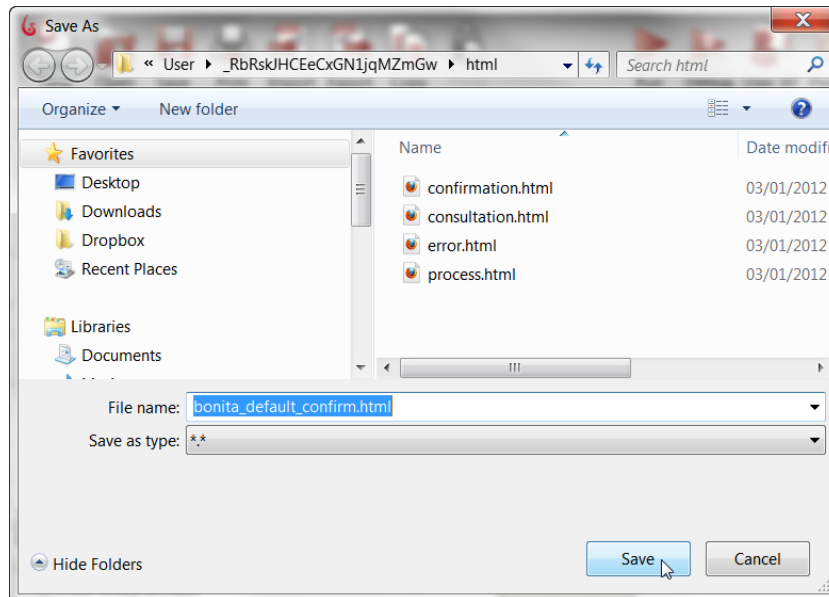 Save As
« User ▸ _RbRskJHCEeCxGN1jqMZmGw ▸ html
Search html
Organize
New folder
Favorites
Desktop
Downloads
Dropbox
Recent Places
Libraries
Documents
Name
Date modifi
confirmation.html
03/01/2012
consultation.html
03/01/2012
error.html
03/01/2012
process.html
03/01/2012
File name: bonita_default_confirm.html
Save as type: *.*
Hide Folders
Save
Cancel